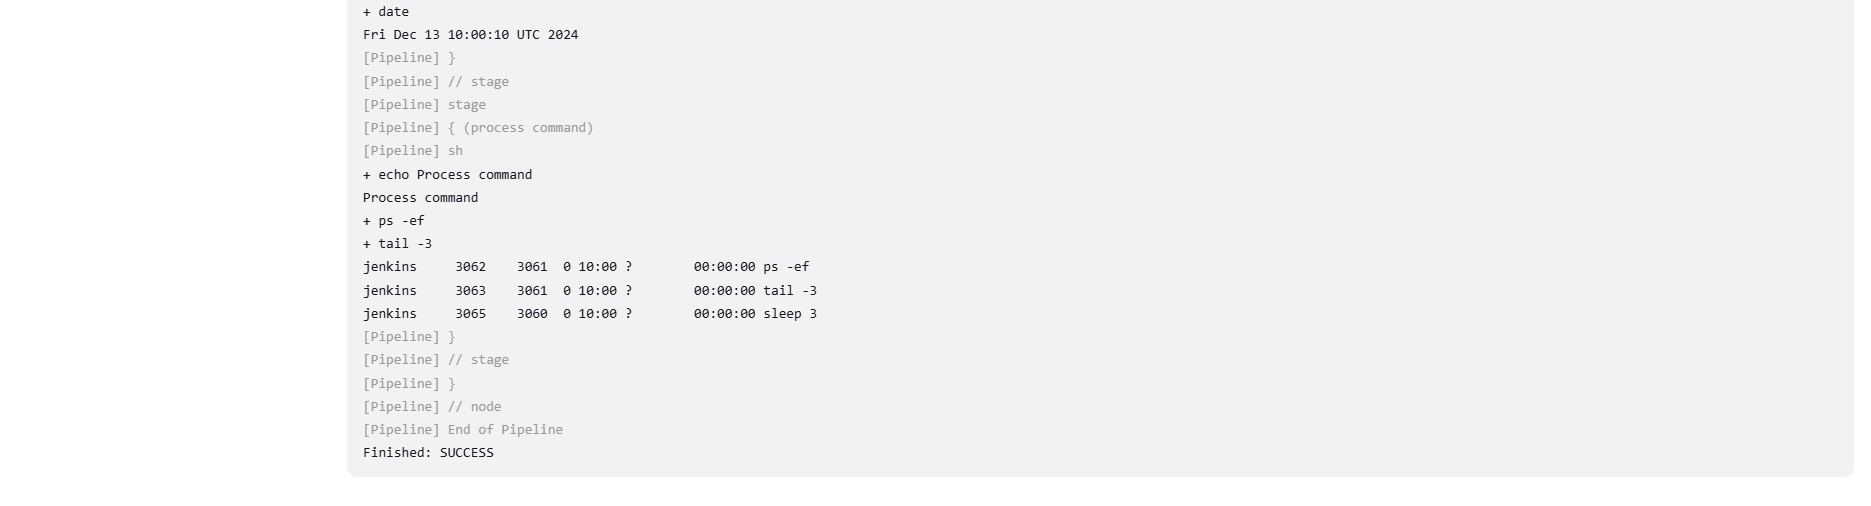 + date
Fri Dec 13 10:00:10 UTC 2024
[Pipeline] }
[Pipeline] // stage
[Pipeline] stage
[Pipeline] { (process command)
[Pipeline] sh
+ echo Process command
Process command
+ ps -ef
+ tail -3
jenkins     3062    3061  0 10:00 ?        00:00:00 ps -ef
jenkins     3063    3061  0 10:00 ?        00:00:00 tail -3
jenkins     3065    3060  0 10:00 ?        00:00:00 sleep 3
[Pipeline] }
[Pipeline] // stage
[Pipeline] }
[Pipeline] // node
[Pipeline] End of Pipeline
Finished: SUCCESS